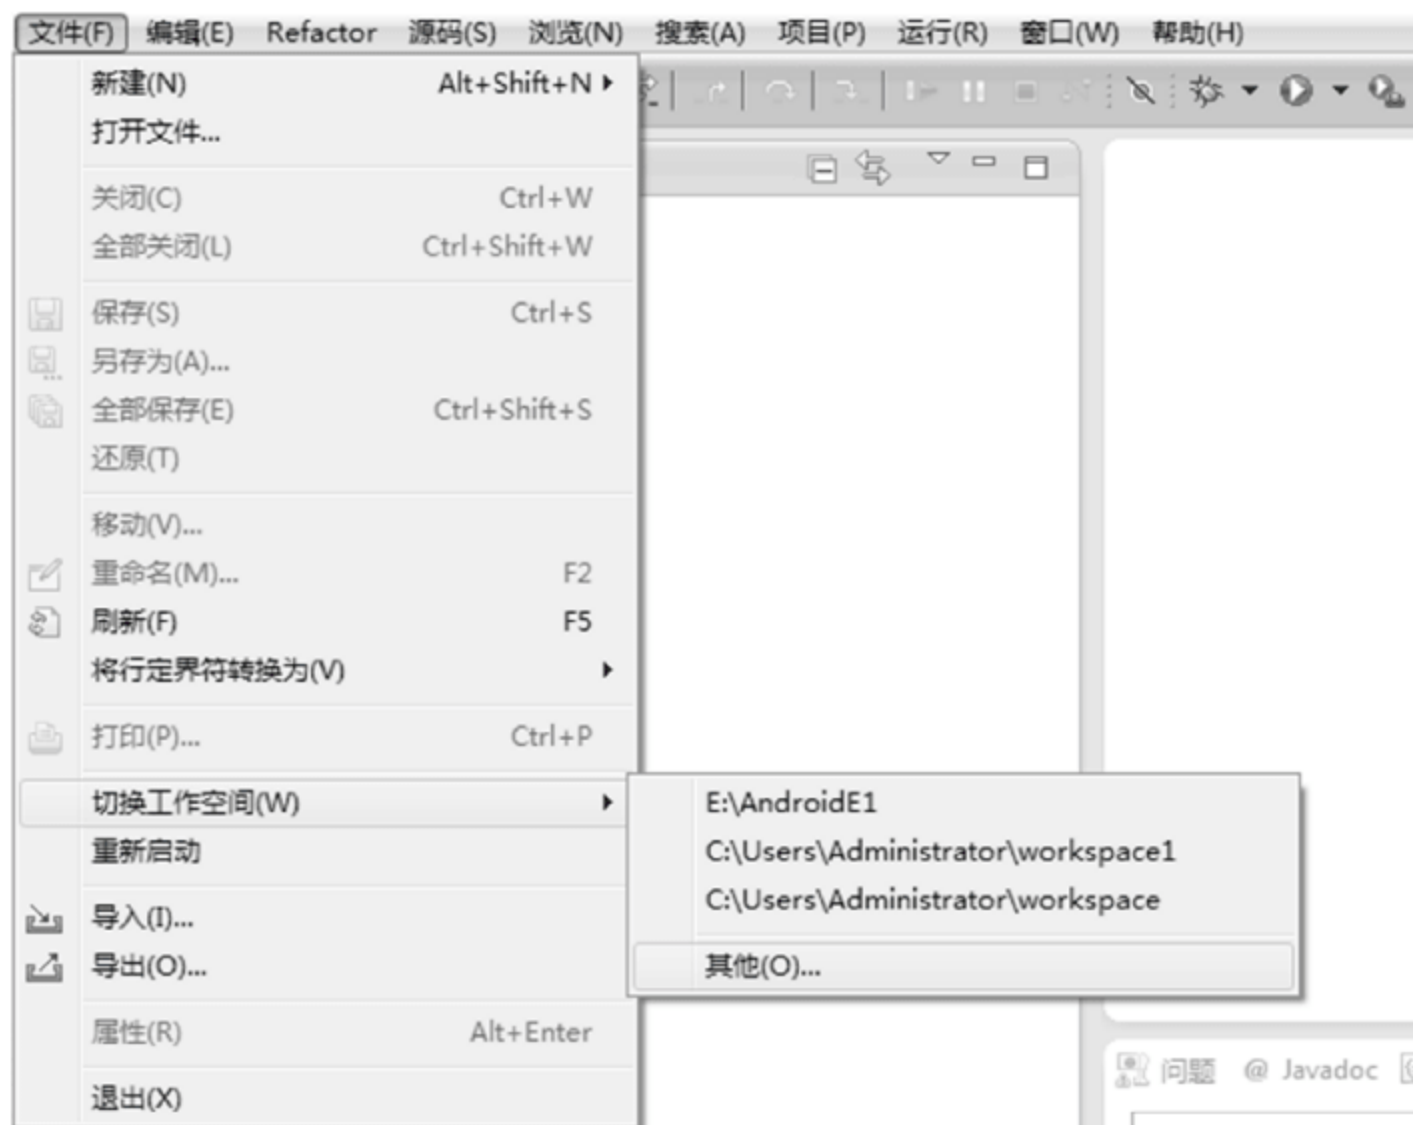 文件(F) 编辑(E) Refactor 源码(S) 浏览(N) 搜索(A) 项目(P) 运行(R) 窗口(W) 帮助(H)
新建(N) Alt+Shift+N
打开文件...
关闭(C) Ctrl+W
全部关闭(L) Ctrl+Shift+W
保存(S) Ctrl+S
另存为(A)...
全部保存(E) Ctrl+Shift+S
还原(T)
移动(V)...
重命名(M)... F2
刷新(F) F5
将行定界符转换为(V)
打印(P)... Ctrl+P
切换工作空间(W)
E:\AndroidE1
重新启动
C:\Users\Administrator\workspace1
C:\Users\Administrator\workspace
导入(I)...
导出(O)...
其他(O)...
属性(R) Alt+Enter
问题 @ Javadoc
退出(X)